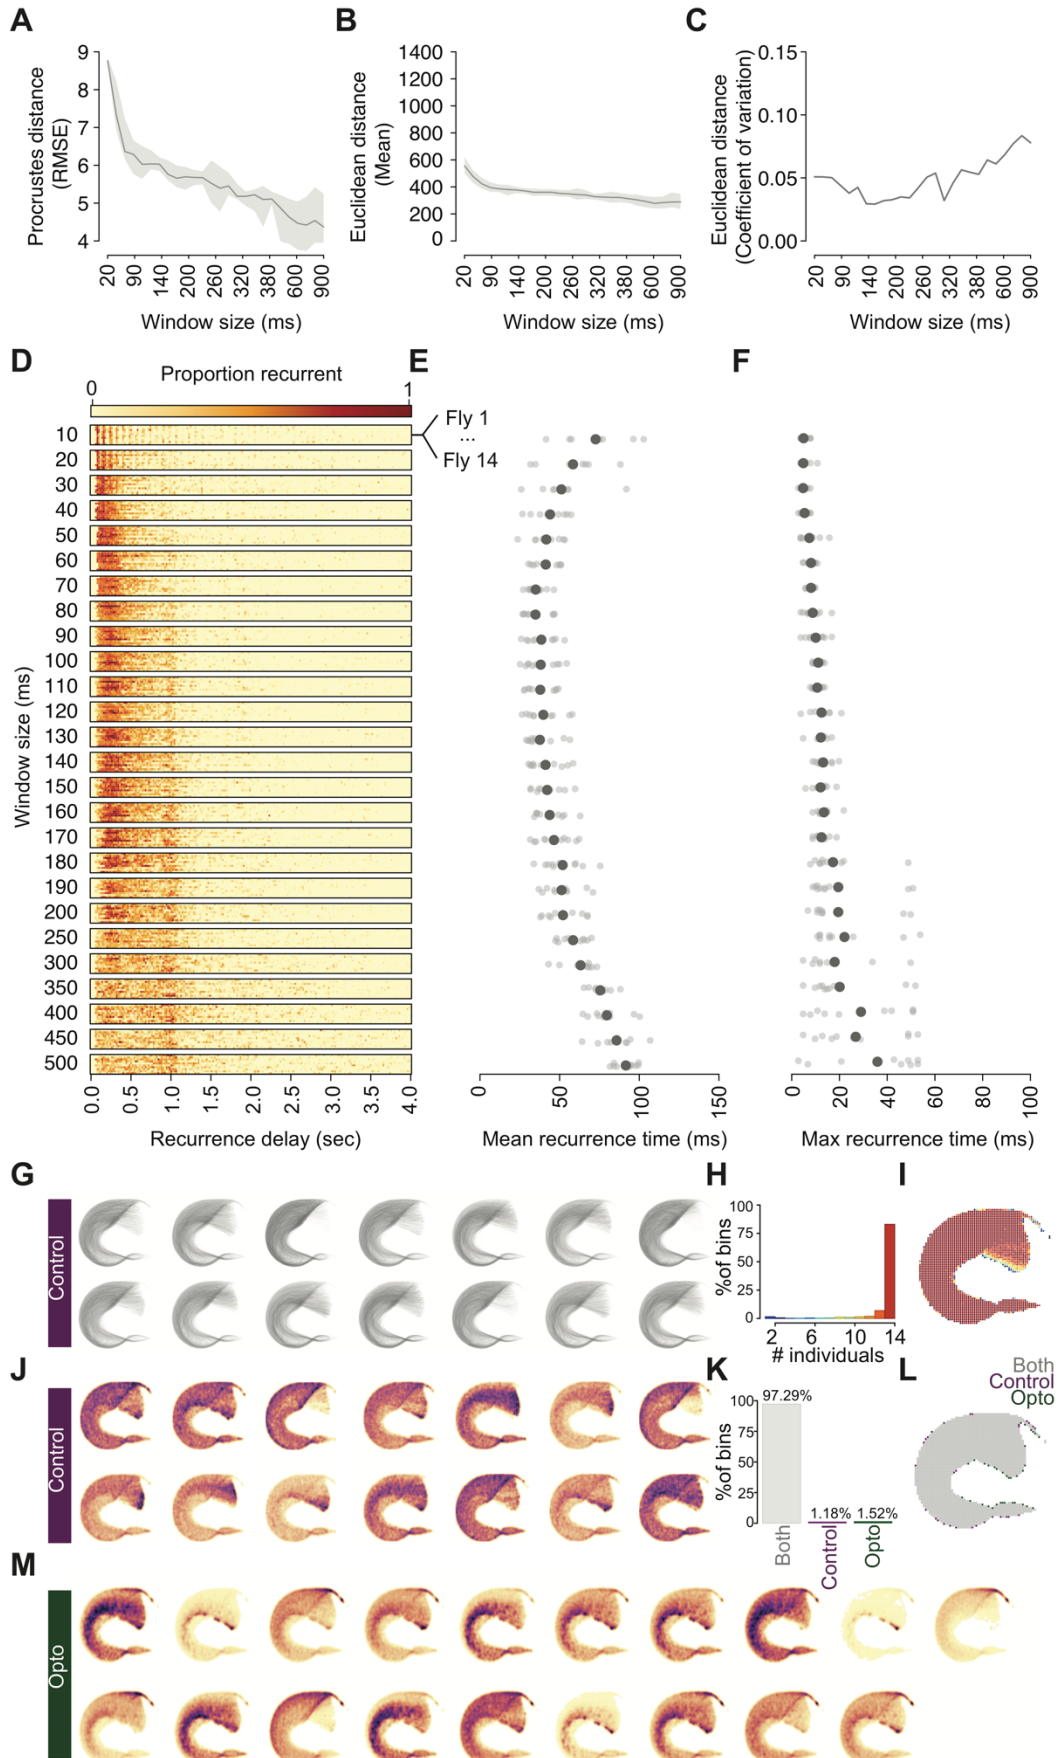 A
B
C
Procrustes distance
(RMSE)
9
8
7
6
5
4
20
90
140
200
260
320
380
600
900
Window size (ms)
Euclidean distance
(Mean)
1400
1200
1000
800
600
400
200
0
20
90
140
200
260
320
380
600
900
Window size (ms)
Euclidean distance
(Coefficient of variation)
0.15
0.10
0.05
0.00
20
90
140
200
260
320
380
600
900
Window size (ms)
D
E
F
Proportion recurrent
0
1
Fly 1
...
Fly 14
Window size (ms)
10
20
30
40
50
60
70
80
90
100
110
120
130
140
150
160
170
180
190
200
250
300
350
400
450
500
0.0
0.5
1.0
1.5
2.0
2.5
3.0
3.5
4.0
Recurrence delay (sec)
0
50
100
150
Mean recurrence time (ms)
0
20
40
60
80
100
Max recurrence time (ms)
G
Control
H
%of bins
100
75
50
25
0
2
6
10
14
# individuals
I
J
Control
K
%of bins
100
75
50
25
0
97.29%
1.18%
1.52%
Both
Control
Opto
L
Both
Control
Opto
M
Opto